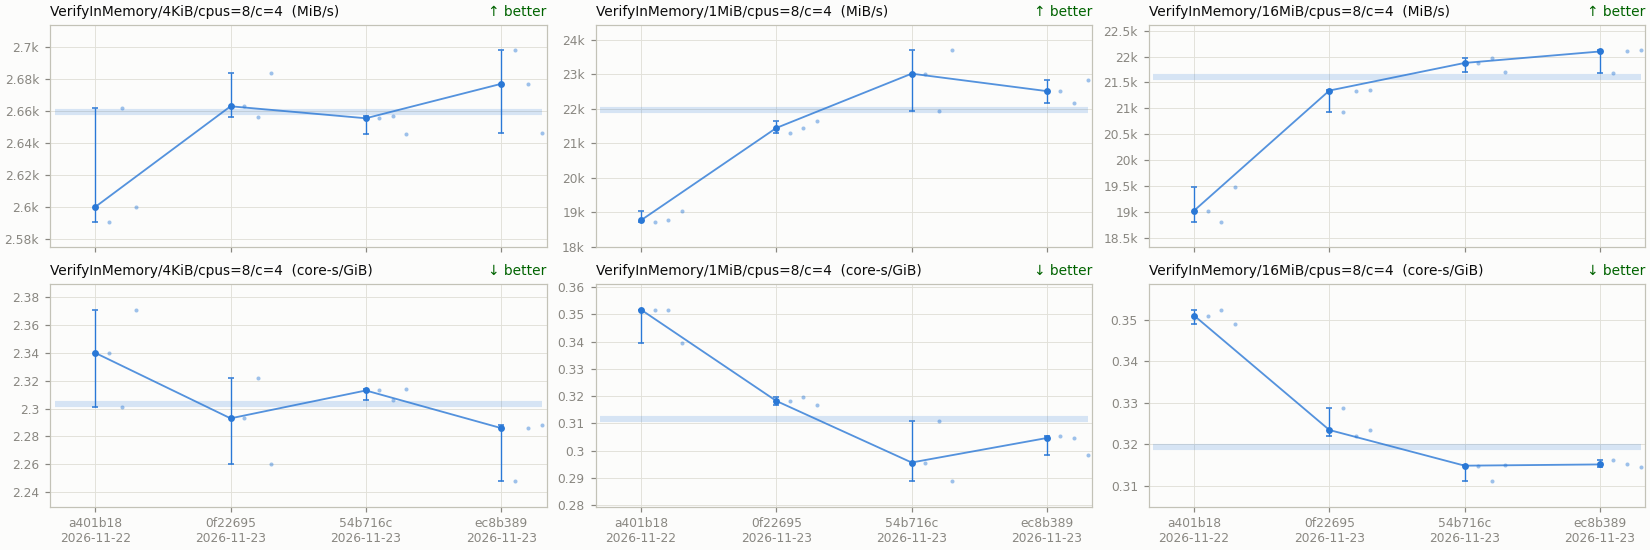 VerifyInMemory/4KiB/cpus=8/c=4 (MiB/s) ↑ better
2.7k
2.68k
2.66k
2.64k
2.62k
2.6k
2.58k
VerifyInMemory/1MiB/cpus=8/c=4 (MiB/s) ↑ better
24k
23k
22k
21k
20k
19k
18k
VerifyInMemory/16MiB/cpus=8/c=4 (MiB/s) ↑ better
22.5k
22k
21.5k
21k
20.5k
20k
19.5k
19k
18.5k
VerifyInMemory/4KiB/cpus=8/c=4 (core-s/GiB) ↓ better
2.38
2.36
2.34
2.32
2.3
2.28
2.26
2.24
a401b18 0f22695 54b716c ec8b389
2026-11-22 2026-11-23 2026-11-23 2026-11-23
VerifyInMemory/1MiB/cpus=8/c=4 (core-s/GiB) ↓ better
0.36
0.35
0.34
0.33
0.32
0.31
0.3
0.29
0.28
a401b18 0f22695 54b716c ec8b389
2026-11-22 2026-11-23 2026-11-23 2026-11-23
VerifyInMemory/16MiB/cpus=8/c=4 (core-s/GiB) ↓ better
0.35
0.34
0.33
0.32
0.31
a401b18 0f22695 54b716c ec8b389
2026-11-22 2026-11-23 2026-11-23 2026-11-23